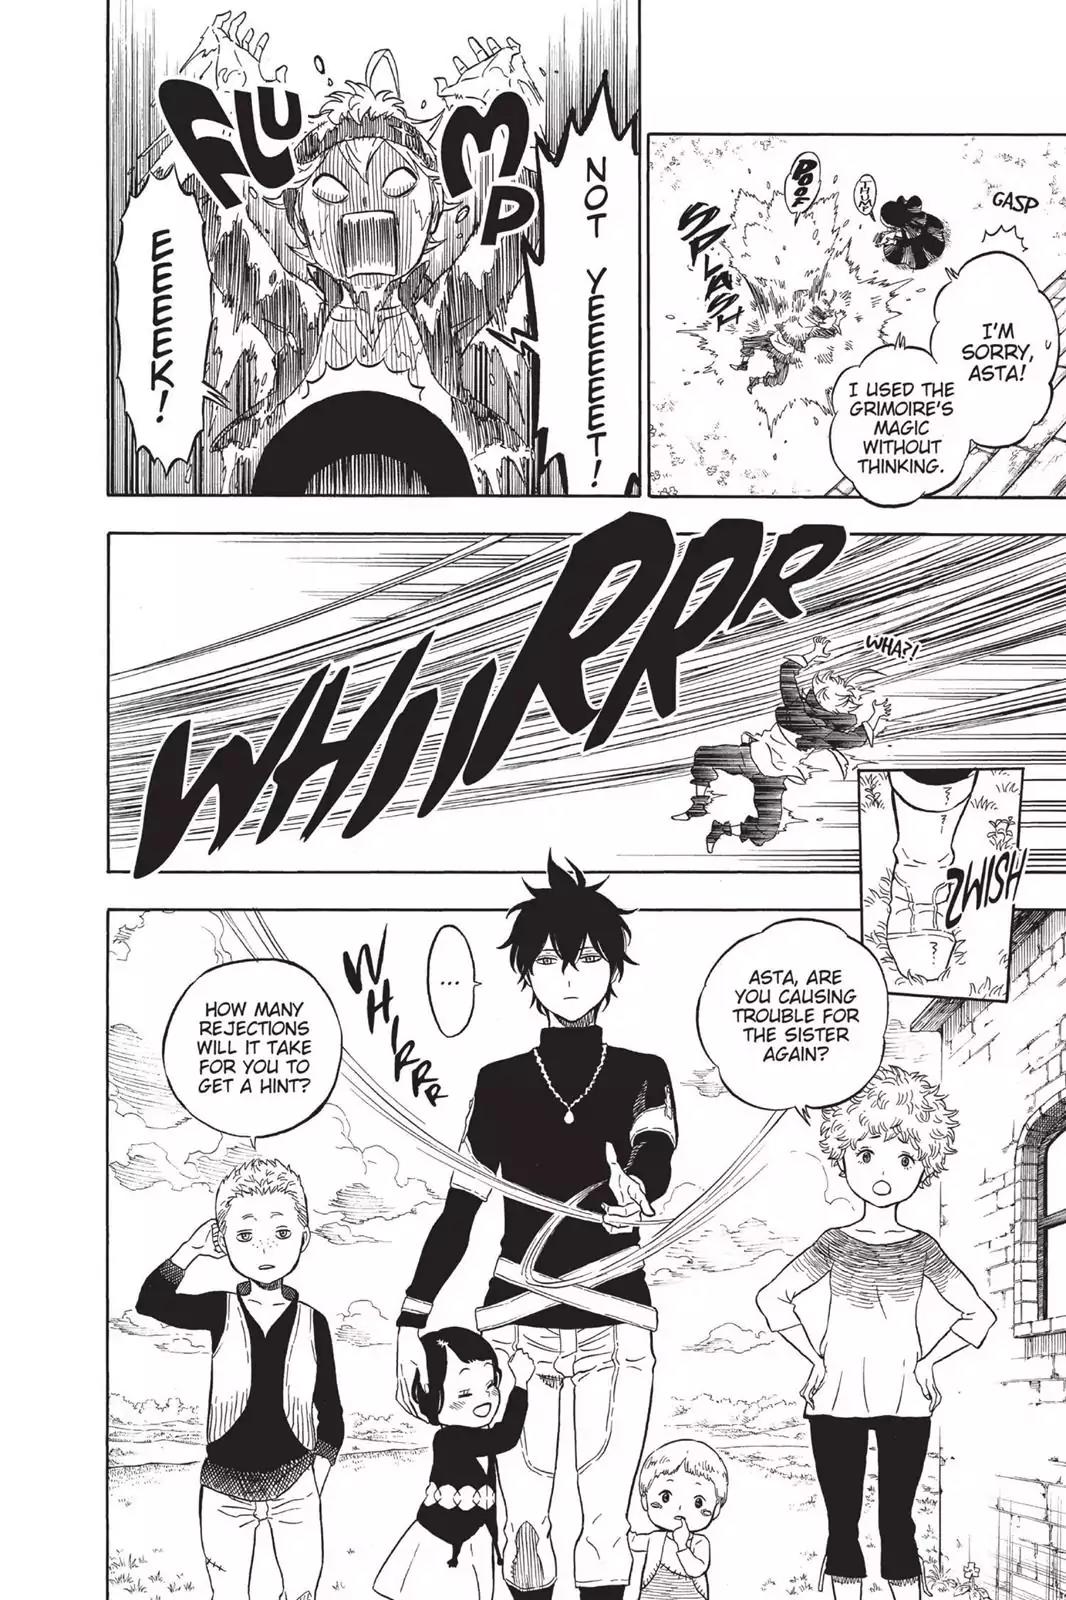 GASP
I'M
SORRY,
ASTA!
I USED THE
GRIMOIRE'S
MAGIC
WITHOUT
THINKING.
THM
POOF
SPLASH
NOT YEEEEET!
FLUMP
EEEEEK!
WHA?!
WHIIRRR
ZWISH
ASTA, ARE
YOU CAUSING
TROUBLE FOR
THE SISTER
AGAIN?
...
WHIRRR
HOW MANY
REJECTIONS
WILL IT TAKE
FOR YOU TO
GET A HINT?